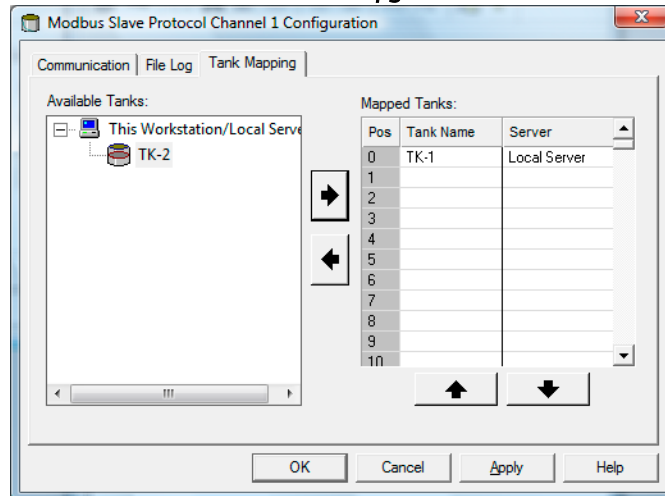 Modbus Slave Protocol Channel 1 Configuration
Communication File Log Tank Mapping
Available Tanks:
Mapped Tanks:
This Workstation/Local Serve
TK-2
Pos Tank Name Server
0 TK-1 Local Server
1
2
3
4
5
6
7
8
9
10
OK Cancel Apply Help